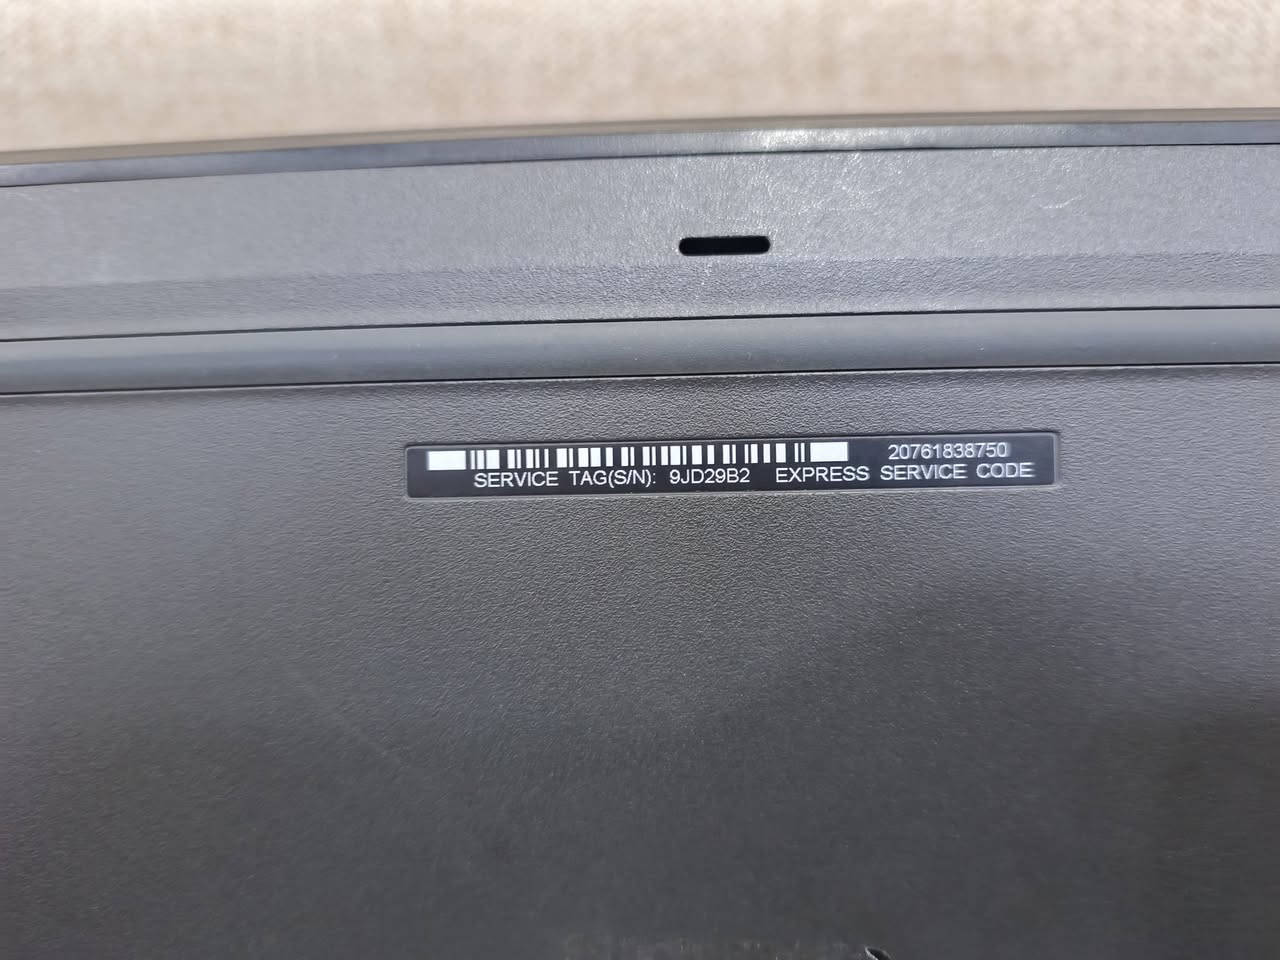 20761838750
SERVICE TAG(S/N): 9JD29B2 EXPRESS SERVICE CODE